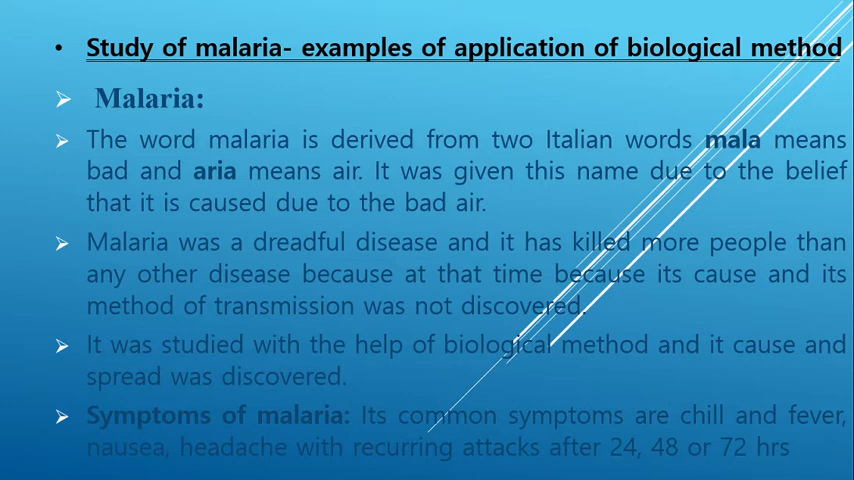 • Study of malaria- examples of application of biological method
➢ Malaria:
➢ The word malaria is derived from two Italian words mala means
bad and aria means air. It was given this name due to the belief
that it is caused due to the bad air.
➢ Malaria was a dreadful disease and it has killed more people than
any other disease because at that time because its cause and its
method of transmission was not discovered.
➢ It was studied with the help of biological method and it cause and
spread was discovered.
➢ Symptoms of malaria: Its common symptoms are chill and fever,
nausea, headache with recurring attacks after 24, 48 or 72 hrs